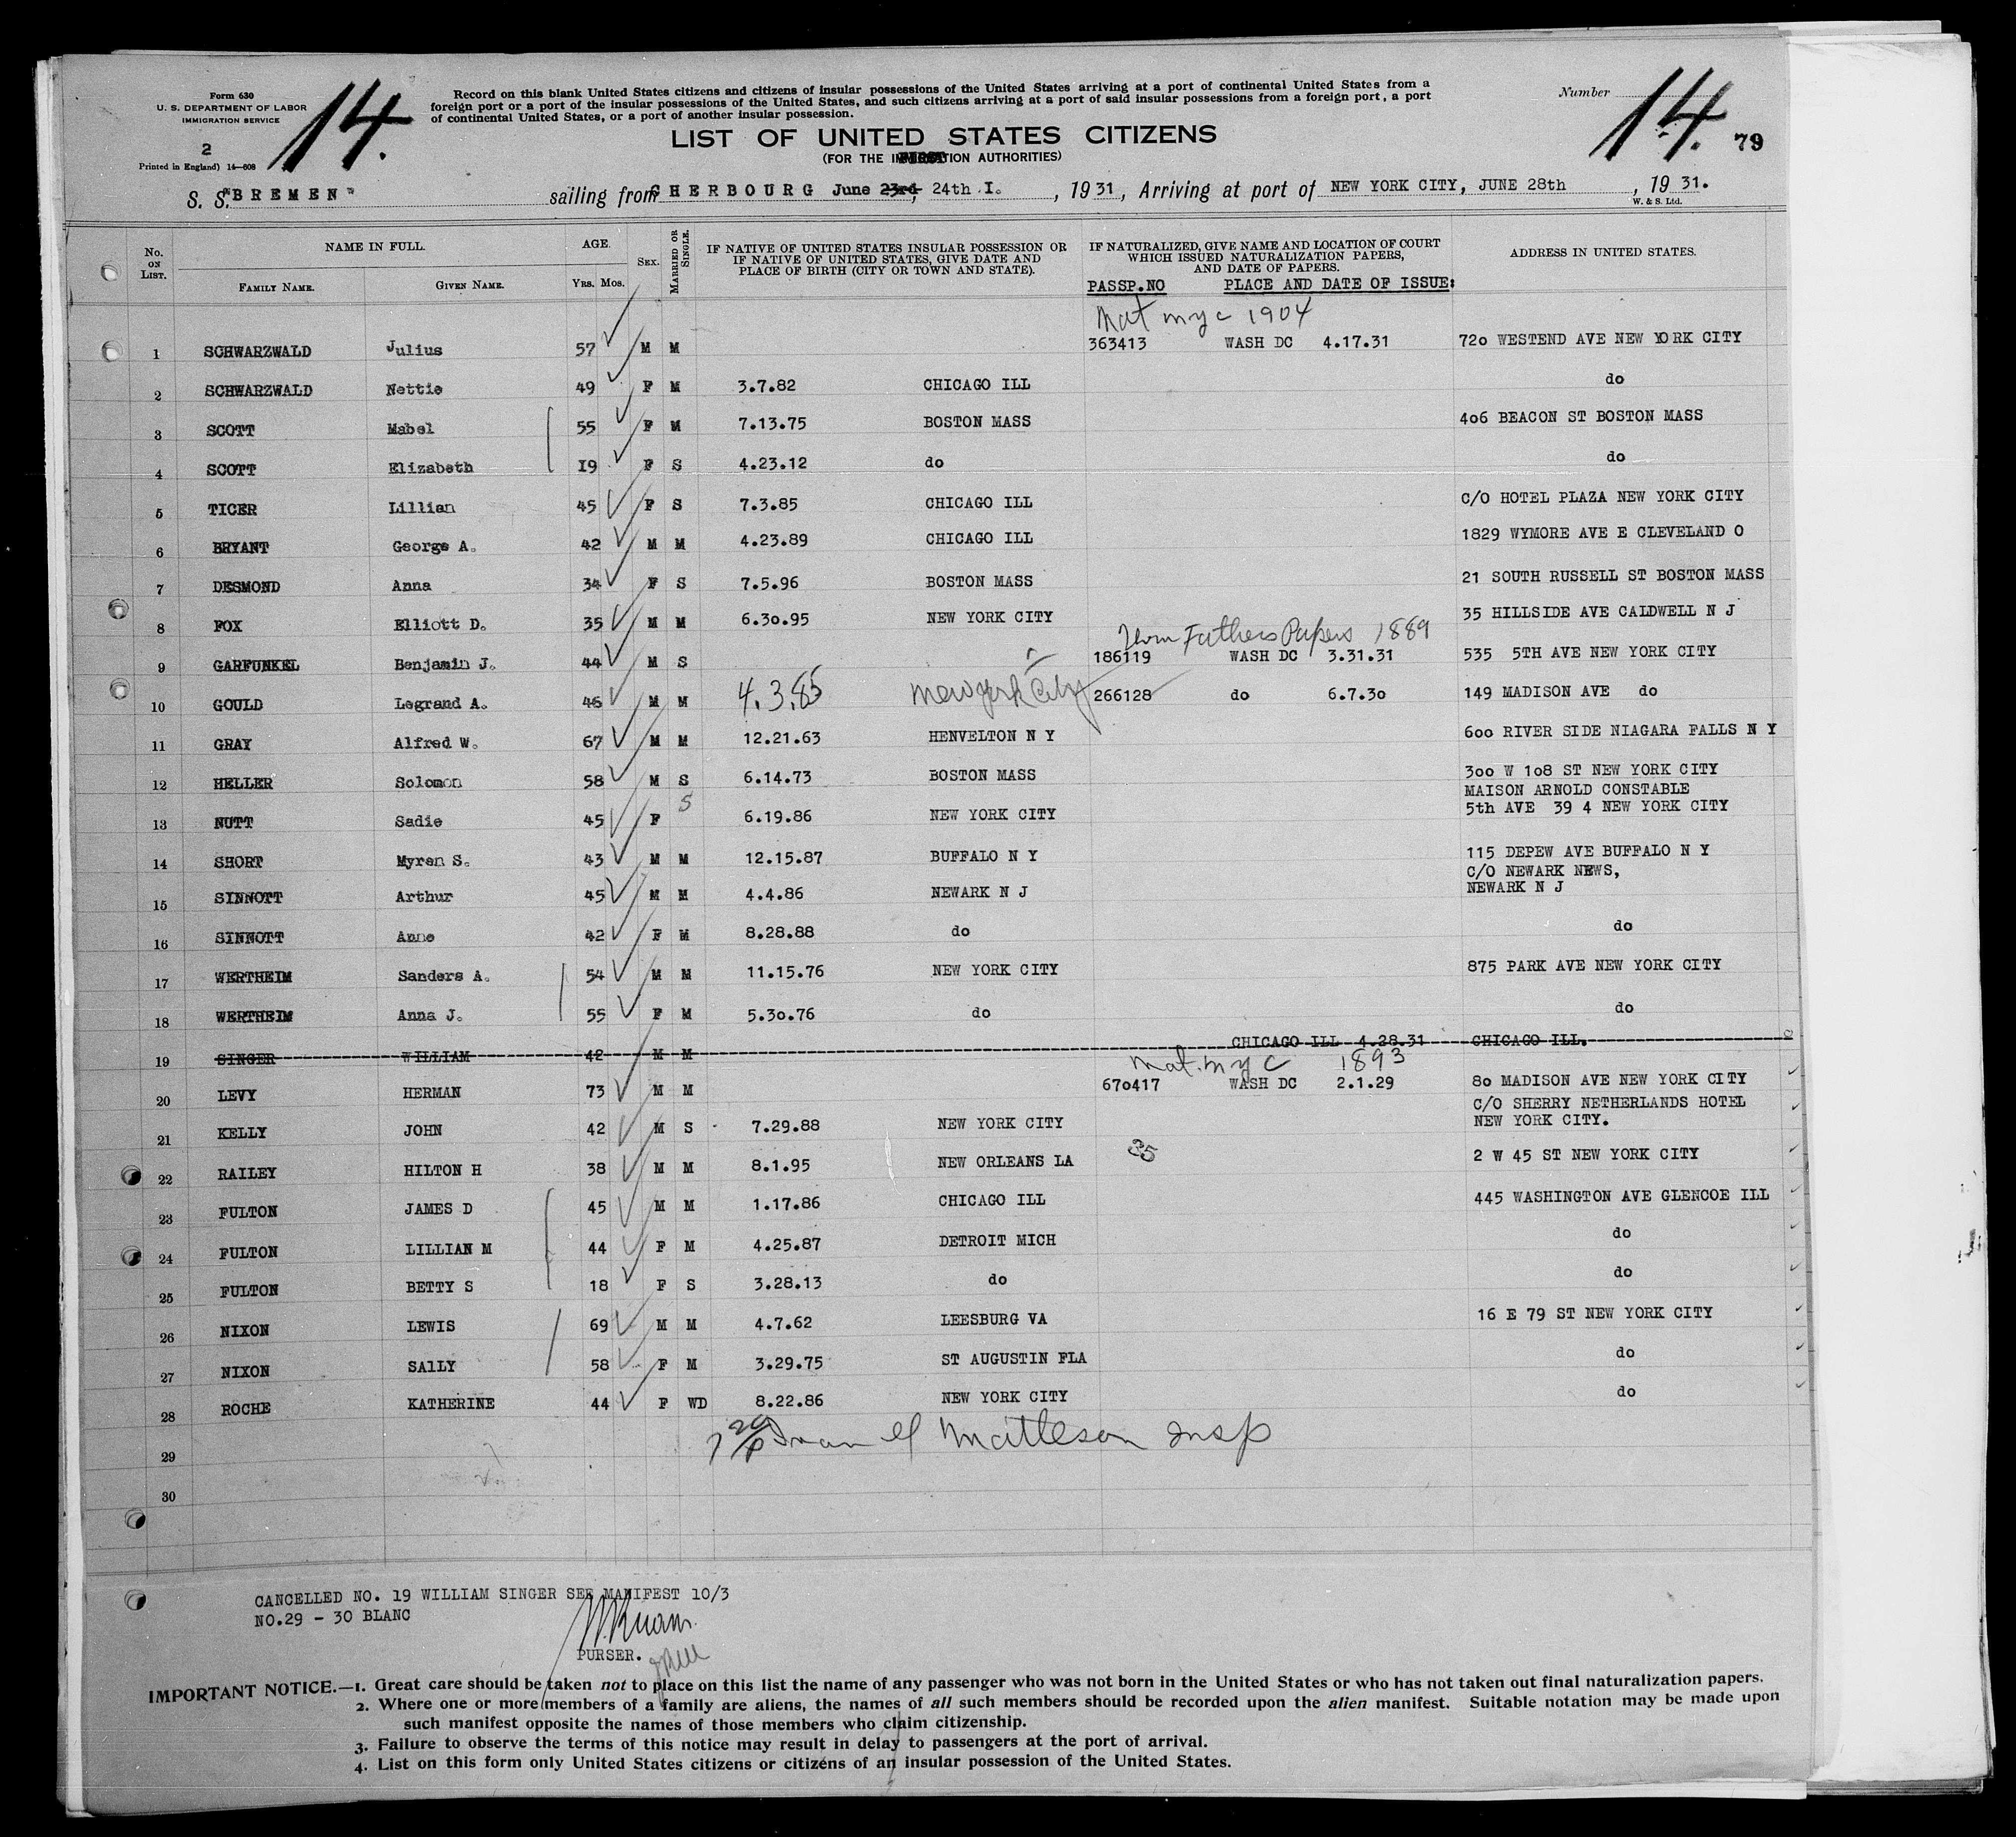 Form 630
U. S. DEPARTMENT OF LABOR
IMMIGRATION SERVICE
2
Printed in England) 14—608
14.
Record on this blank United States citizens and citizens of insular possessions of the United States arriving at a port of continental United States from a
foreign port or a port of the insular possessions of the United States, and such citizens arriving at a port of said insular possessions from a foreign port, a port
of continental United States, or a port of another insular possession.
Number
14.
79
LIST OF UNITED STATES CITIZENS
(FOR THE IMMIGRATION AUTHORITIES)
S. S. "BREMEN" sailing from CHERBOURG June 23rd, 24th I. , 1931, Arriving at port of NEW YORK CITY, JUNE 28th , 1931.
W. & S. Ltd.
No. ON LIST. NAME IN FULL. FAMILY NAME. GIVEN NAME. AGE. YRS. MOS. SEX. MARRIED OR SINGLE. IF NATIVE OF UNITED STATES INSULAR POSSESSION OR IF NATIVE OF UNITED STATES, GIVE DATE AND PLACE OF BIRTH (CITY OR TOWN AND STATE). IF NATURALIZED, GIVE NAME AND LOCATION OF COURT WHICH ISSUED NATURALIZATION PAPERS, AND DATE OF PAPERS. ADDRESS IN UNITED STATES.
PASSP.NO PLACE AND DATE OF ISSUE:
Nat nyc 1904
1 SCHWARZWALD Julius 57 M M 363413 WASH DC 4.17.31 720 WESTEND AVE NEW YORK CITY
2 SCHWARZWALD Nettie 49 F M 3.7.82 CHICAGO ILL do
3 SCOTT Mabel 55 F M 7.13.75 BOSTON MASS 406 BEACON ST BOSTON MASS
4 SCOTT Elizabeth I9 F S 4.23.12 do do
5 TICER Lillian 45 F S 7.3.85 CHICAGO ILL C/O HOTEL PLAZA NEW YORK CITY
6 BRYANT George A. 42 M M 4.23.89 CHICAGO ILL 1829 WYMORE AVE E CLEVELAND O
7 DESMOND Anna 34 F S 7.5.96 BOSTON MASS 21 SOUTH RUSSELL ST BOSTON MASS
8 FOX Elliott D. 35 M M 6.30.95 NEW YORK CITY 35 HILLSIDE AVE CALDWELL N J
Fathers Papers 1889
9 GARFUNKEL Benjamin J. 44 M S 186119 WASH DC 3.31.31 535 5TH AVE NEW YORK CITY
10 GOULD Legrand A. 46 M M 4.3.85 New York City 266128 do 6.7.30 149 MADISON AVE do
11 GRAY Alfred W. 67 M M 12.21.63 HENVELTON N Y 600 RIVER SIDE NIAGARA FALLS N Y
12 HELLER Solomon 58 M S 6.14.73 BOSTON MASS 300 W 108 ST NEW YORK CITY
MAISON ARNOLD CONSTABLE
13 NUTT Sadie 45 F S 6.19.86 NEW YORK CITY 5th AVE 39 4 NEW YORK CITY
14 SHORT Myren S. 43 M M 12.15.87 BUFFALO N Y 115 DEPEW AVE BUFFALO N Y
C/O NEWARK NEWS,
15 SINNOTT Arthur 45 M M 4.4.86 NEWARK N J NEWARK N J
16 SINNOTT Anne 42 F M 8.28.88 do do
17 WERTHEIM Sanders A. 54 M M 11.15.76 NEW YORK CITY 875 PARK AVE NEW YORK CITY
18 WERTHEIM Anna J. 55 F M 5.30.76 do do
19 SINGER WILLIAM 42 M M CHICAGO ILL 4.28.31 CHICAGO ILL.
Nat. nyc 1893
20 LEVY HERMAN 73 M M 670417 WASH DC 2.1.29 80 MADISON AVE NEW YORK CITY
C/O SHERRY NETHERLANDS HOTEL
21 KELLY JOHN 42 M S 7.29.88 NEW YORK CITY NEW YORK CITY.
35
22 RAILEY HILTON H 38 M M 8.1.95 NEW ORLEANS LA 2 W 45 ST NEW YORK CITY
23 FULTON JAMES D 45 M M 1.17.86 CHICAGO ILL 445 WASHINGTON AVE GLENCOE ILL
24 FULTON LILLIAN M 44 F M 4.25.87 DETROIT MICH do
25 FULTON BETTY S 18 F S 3.28.13 do do
26 NIXON LEWIS 69 M M 4.7.62 LEESBURG VA 16 E 79 ST NEW YORK CITY
27 NIXON SAlLY 58 F M 3.29.75 ST AUGUSTIN FLA do
28 ROCHE KATHERINE 44 F WD 8.22.86 NEW YORK CITY do
Matteson Insp
29
30
CANCELLED NO. 19 WILLIAM SINGER SEE MANIFEST 10/3
NO.29 - 30 BLANC
PURSER.
IMPORTANT NOTICE.—1. Great care should be taken not to place on this list the name of any passenger who was not born in the United States or who has not taken out final naturalization papers.
2. Where one or more members of a family are aliens, the names of all such members should be recorded upon the alien manifest. Suitable notation may be made upon
such manifest opposite the names of those members who claim citizenship.
3. Failure to observe the terms of this notice may result in delay to passengers at the port of arrival.
4. List on this form only United States citizens or citizens of an insular possession of the United States.